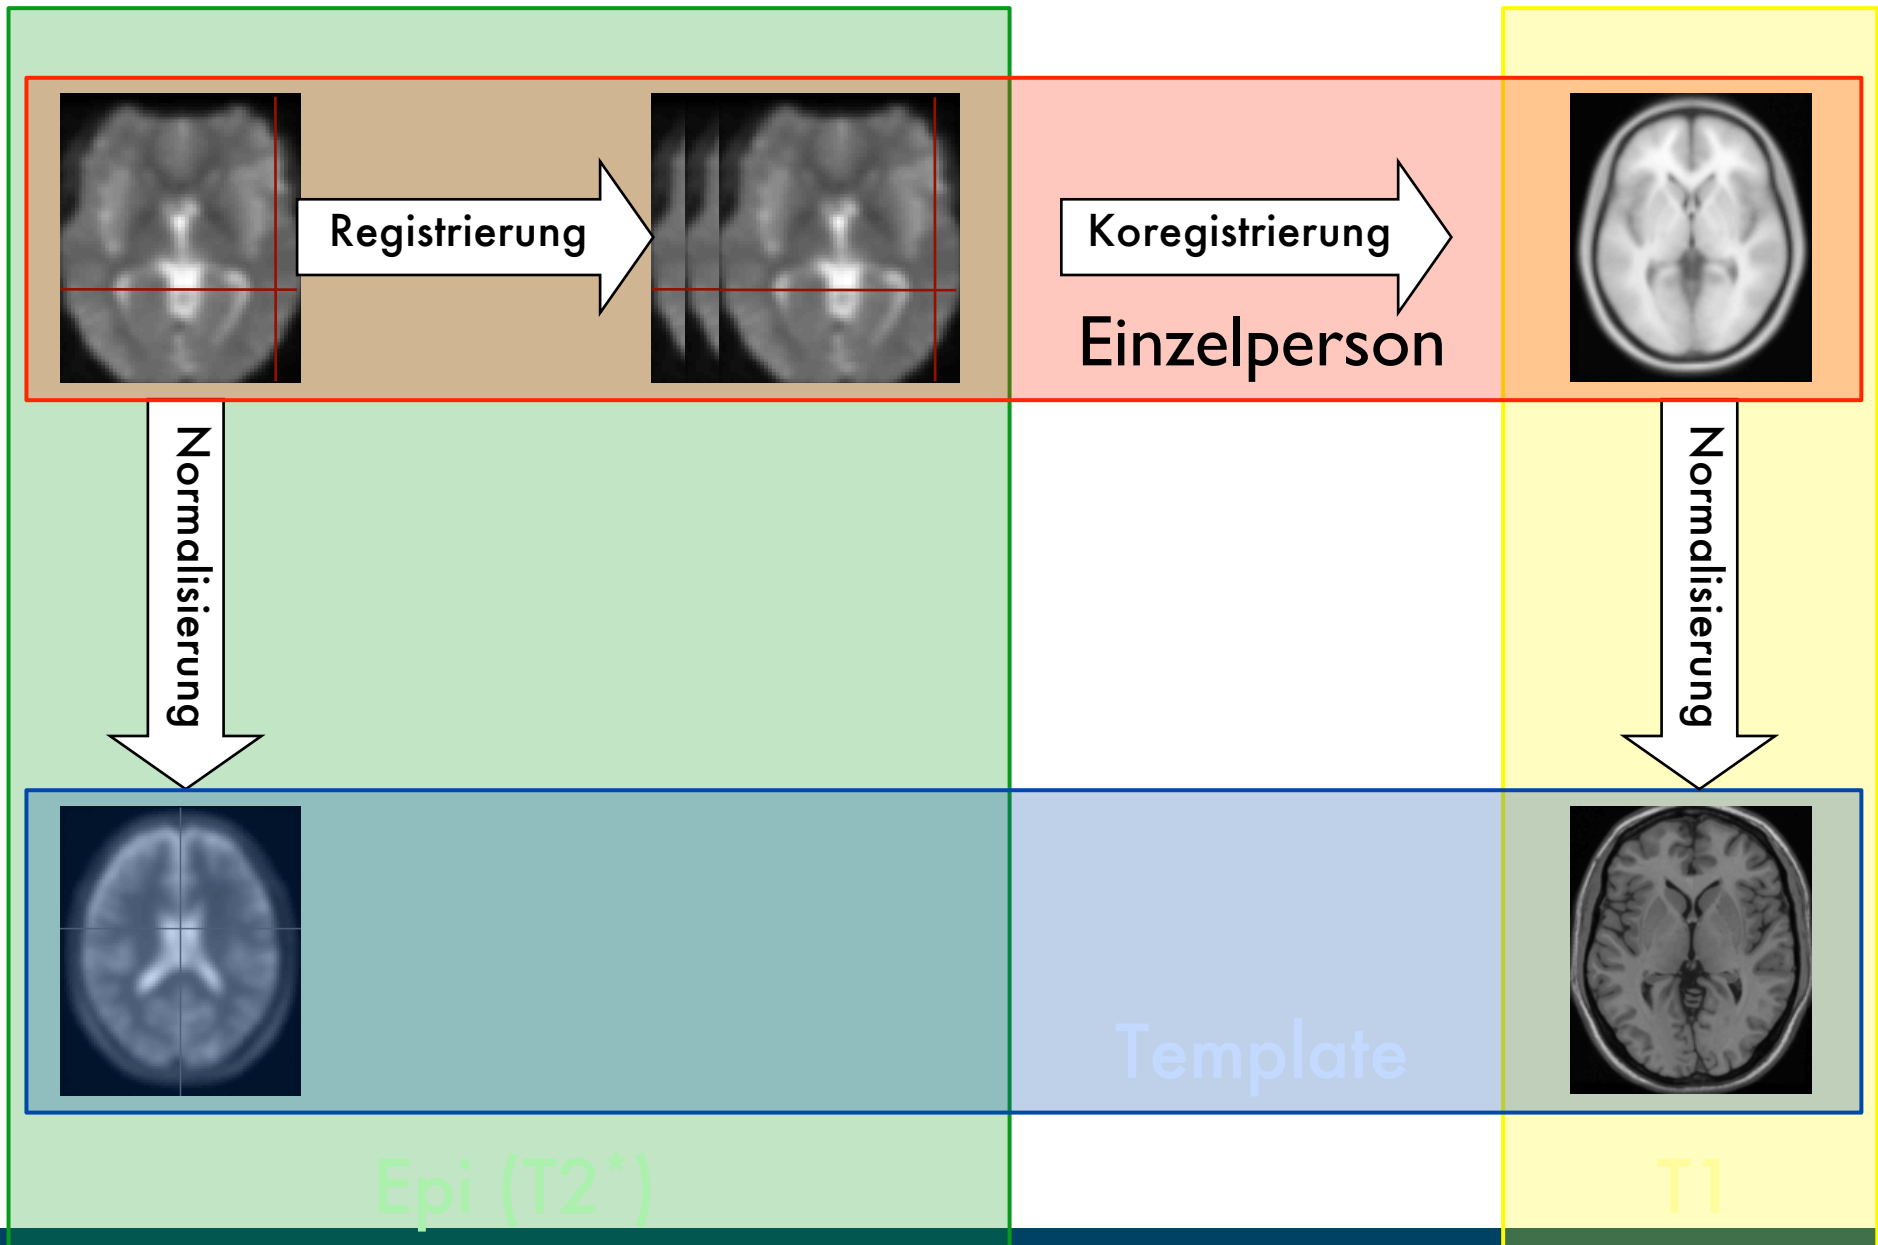 Registrierung
Koregistrierung
Einzelperson
Normalisierung
Normalisierung
Template
Epi (T2*)
T1